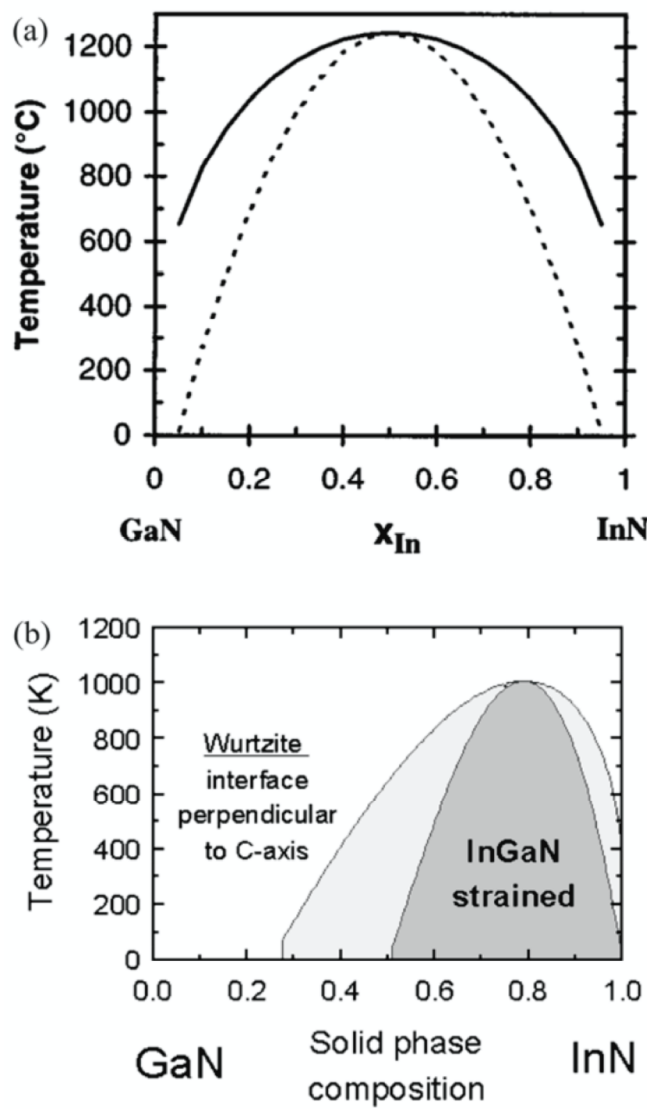 (a)
Temperature (°C)
1200
1000
800
600
400
200
0
0 0.2 0.4 0.6 0.8 1
GaN xIn InN
(b)
Temperature (K)
1200
1000
800
600
400
200
0
Wurtzite
interface
perpendicular
to C-axis
InGaN
strained
0.0 0.2 0.4 0.6 0.8 1.0
GaN Solid phase InN
composition